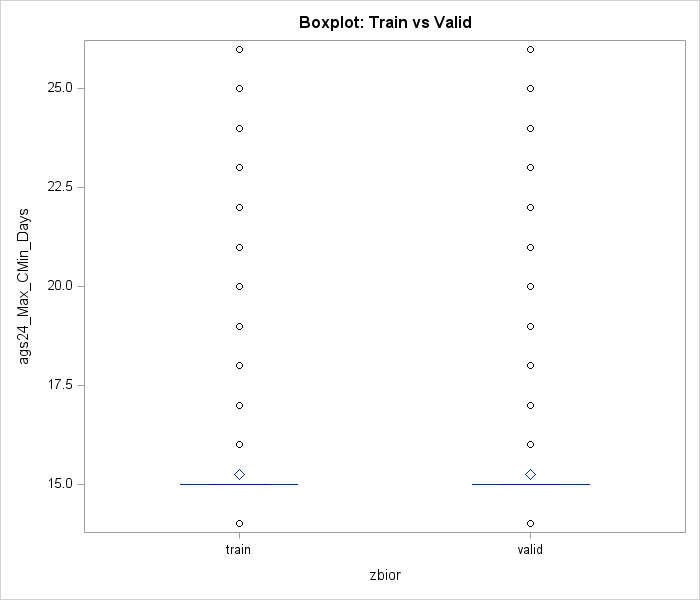 Boxplot: Train vs Valid
25.0
22.5
20.0
17.5
15.0
ags24_Max_CMin_Days
train
valid
zbior